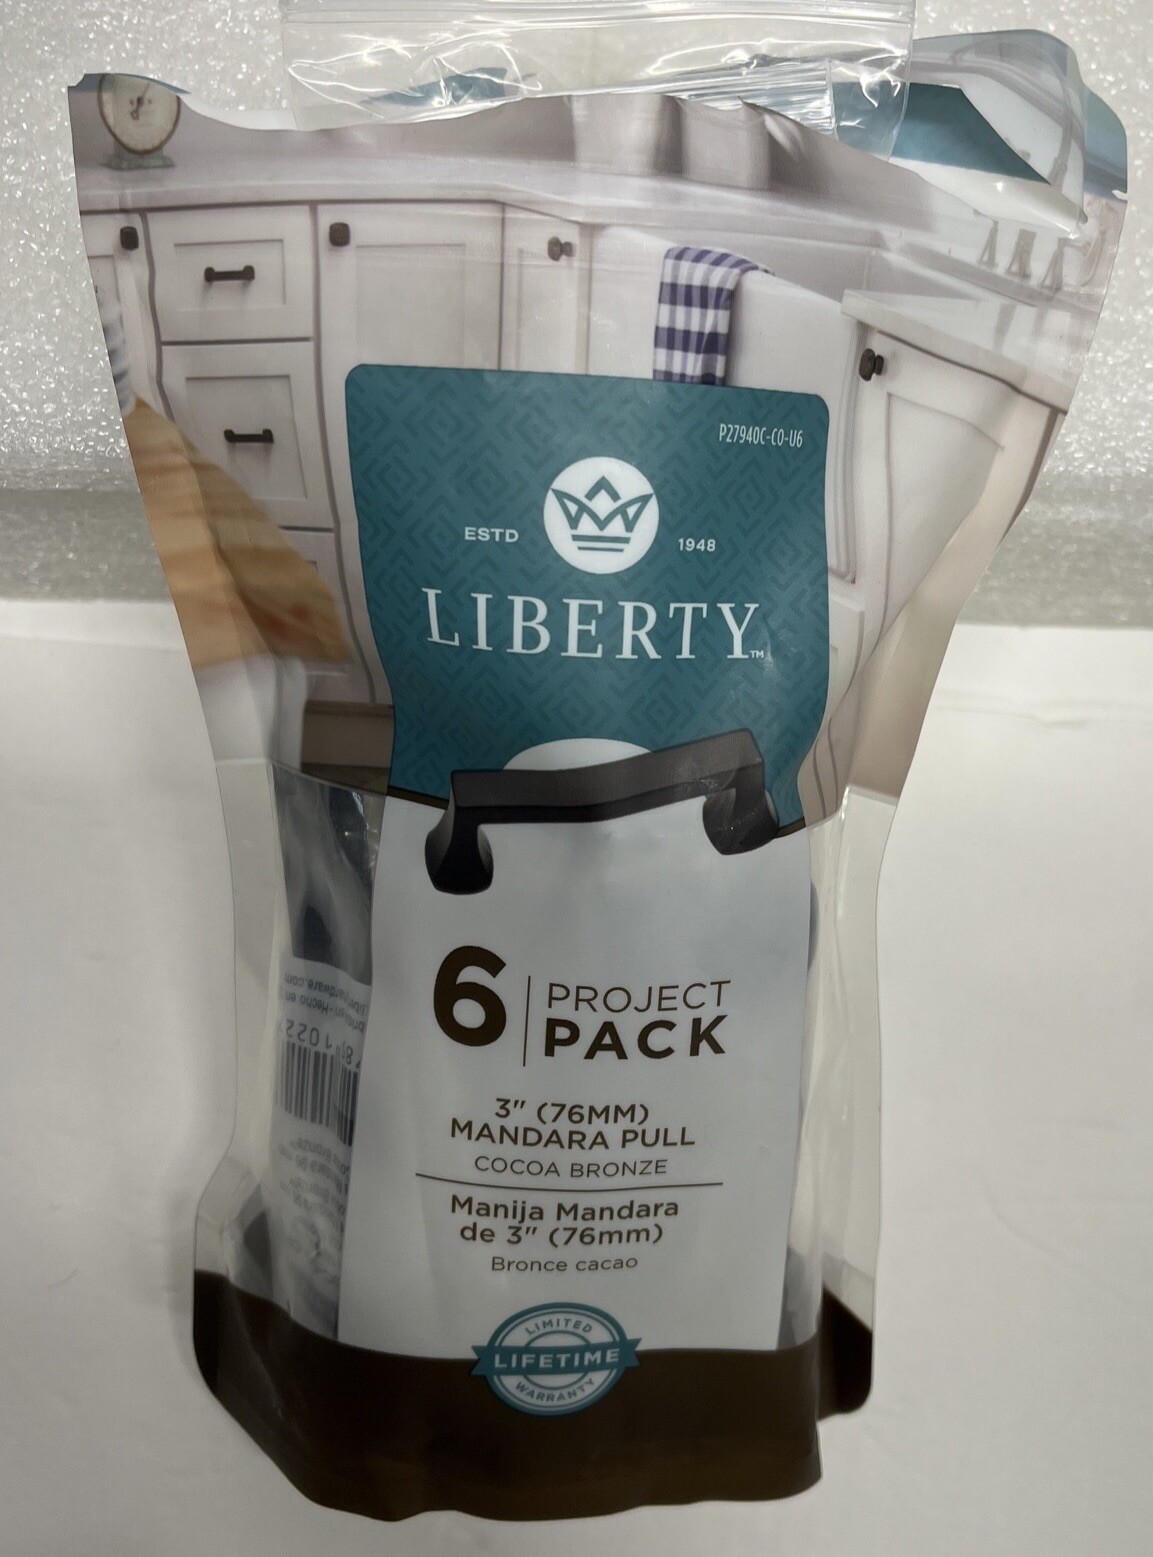 P27940C-CO-U6
ESTD 1948
LIBERTY™
6 PROJECT
PACK
3" (76MM)
MANDARA PULL
COCOA BRONZE
Manija Mandara
de 3" (76mm)
Bronce cacao
LIMITED
LIFETIME
WARRANTY